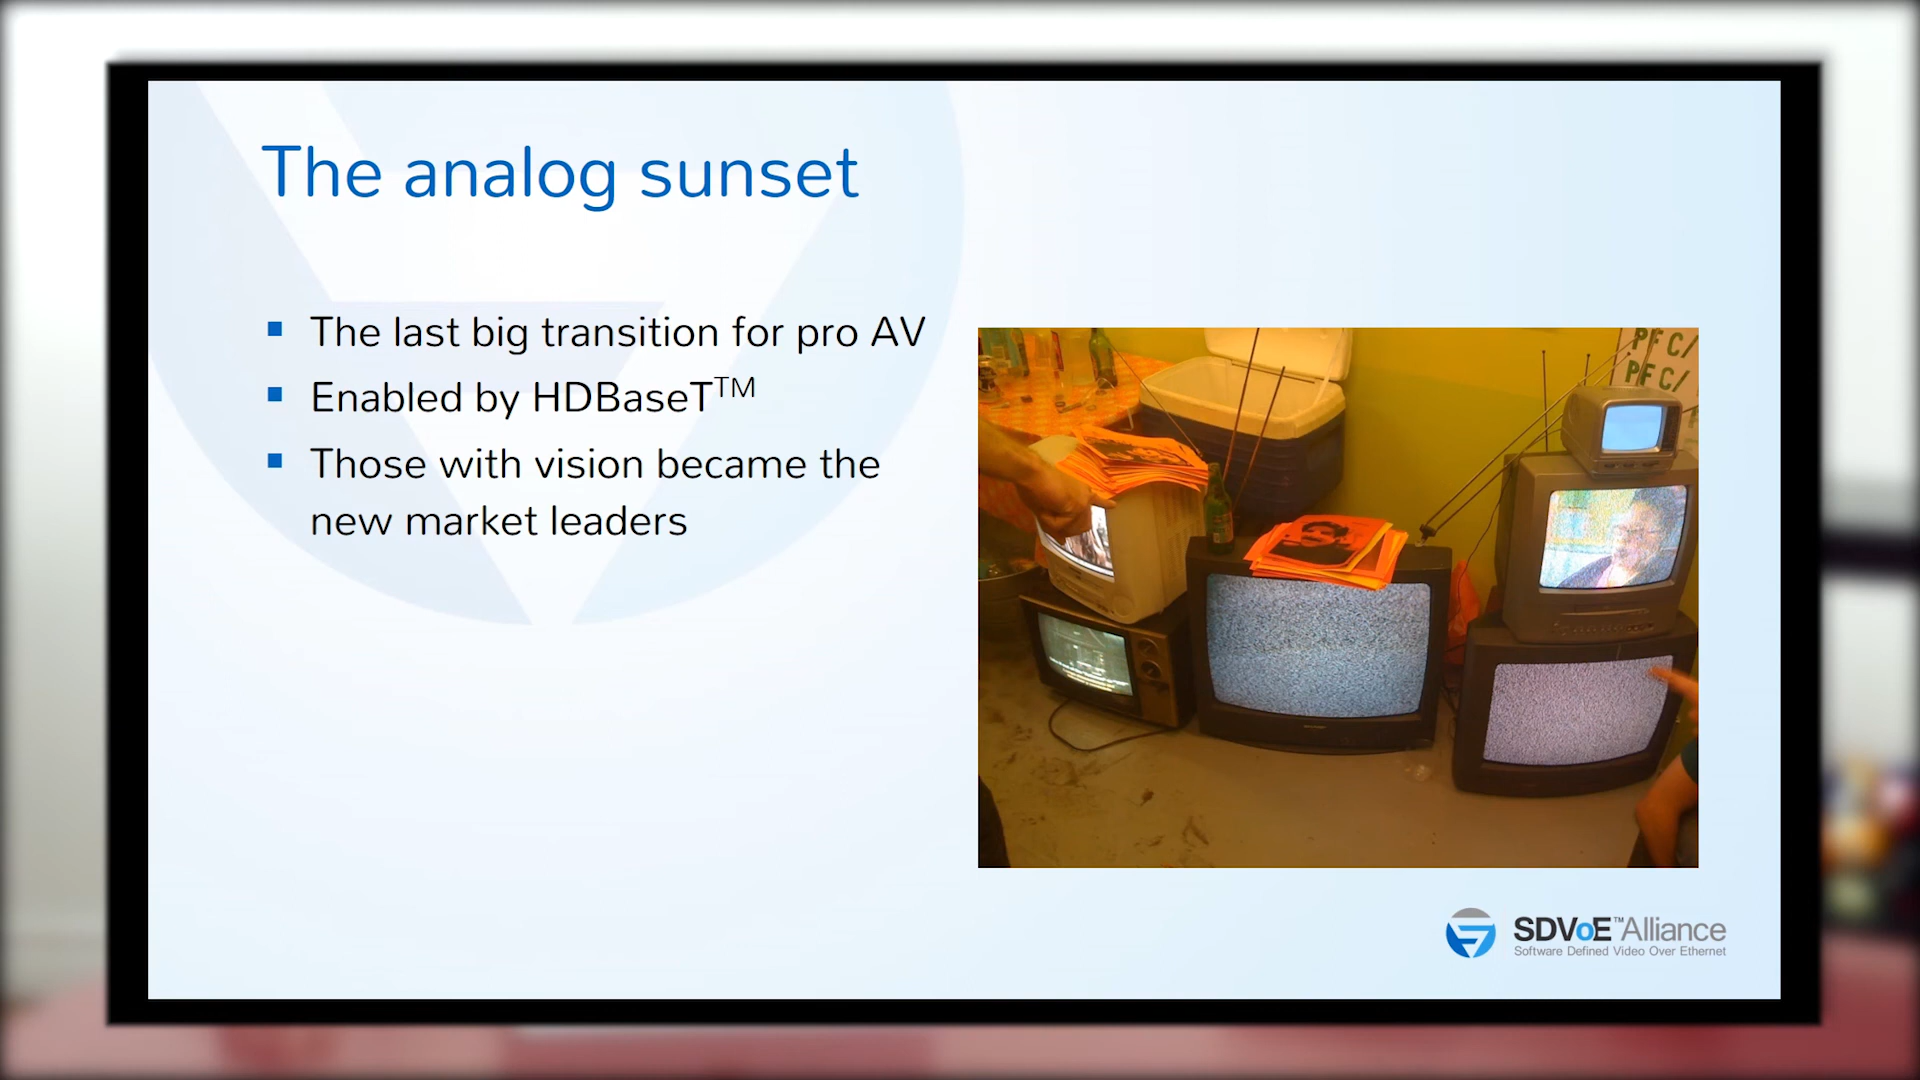 The analog sunset
The last big transition for pro AV
Enabled by HDBaseT™
Those with vision became the
new market leaders
PFC/
PFC/
SDVoE™Alliance
Software Defined Video Over Ethernet